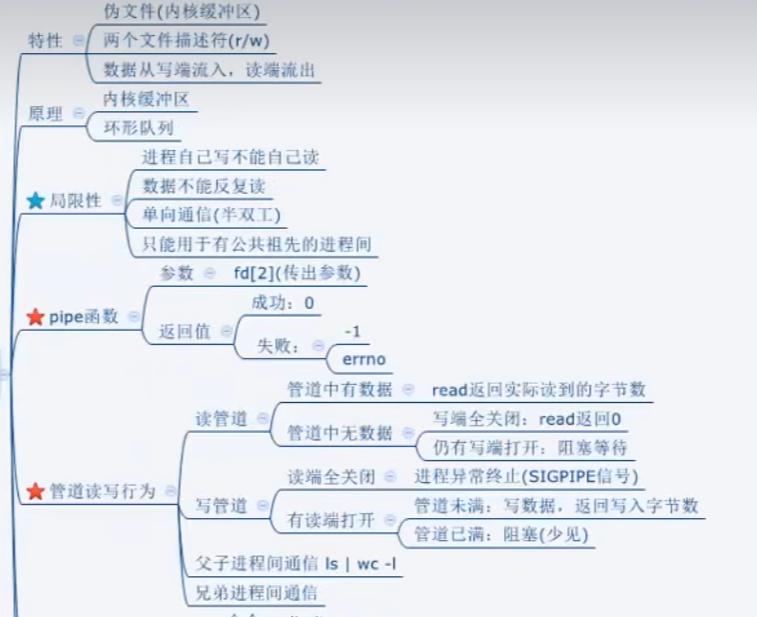 特性
伪文件(内核缓冲区)
两个文件描述符(r/w)
数据从写端流入，读端流出
原理
内核缓冲区
环形队列
局限性
进程自己写不能自己读
数据不能反复读
单向通信(半双工)
只能用于有公共祖先的进程间
pipe函数
参数
fd[2](传出参数)
返回值
成功：0
失败：
-1
errno
管道读写行为
读管道
管道中有数据
read返回实际读到的字节数
管道中无数据
写端全关闭：read返回0
仍有写端打开：阻塞等待
写管道
读端全关闭
进程异常终止(SIGPIPE信号)
有读端打开
管道未满：写数据，返回写入字节数
管道已满：阻塞(少见)
父子进程间通信 ls | wc -l
兄弟进程间通信